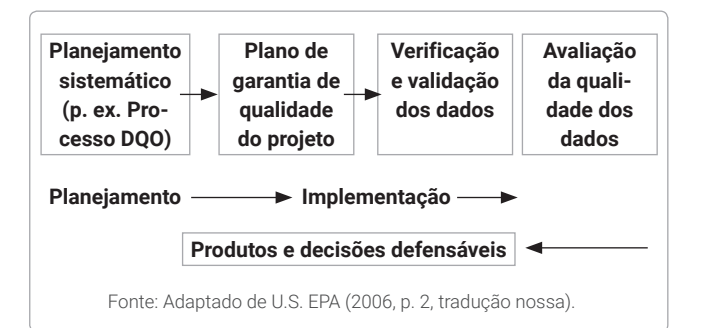 Planejamento
sistemático
(p. ex. Pro-
cesso DQO)
Plano de
garantia de
qualidade
do projeto
Verificação
e validação
dos dados
Avaliação
da quali-
dade dos
dados
Planejamento
Implementação
Produtos e decisões defensáveis
Fonte: Adaptado de U.S. EPA (2006, p. 2, tradução nossa).